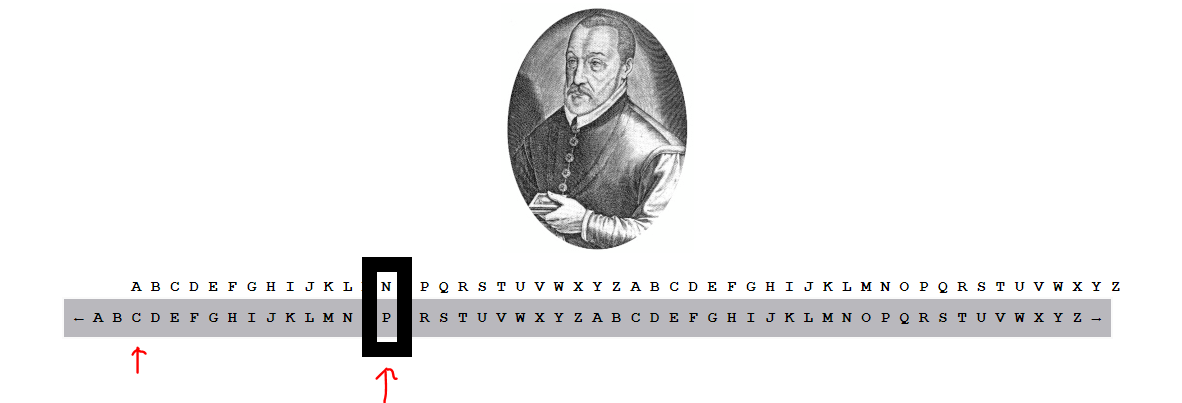 A B C D E F G H I J K L N P Q R S T U V W X Y Z A B C D E F G H I J K L M N O P Q R S T U V W X Y Z
← A B C D E F G H I J K L M N P R S T U V W X Y Z A B C D E F G H I J K L M N O P Q R S T U V W X Y Z →